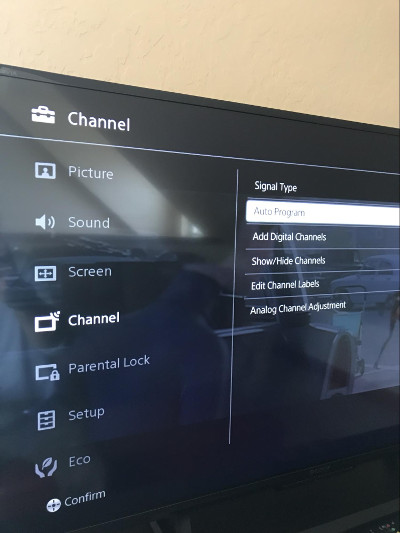 Channel
Picture
Sound
Screen
Channel
Parental Lock
Setup
Eco
Confirm
Signal Type
Auto Program
Add Digital Channels
Show/Hide Channels
Edit Channel Labels
Analog Channel Adjustment